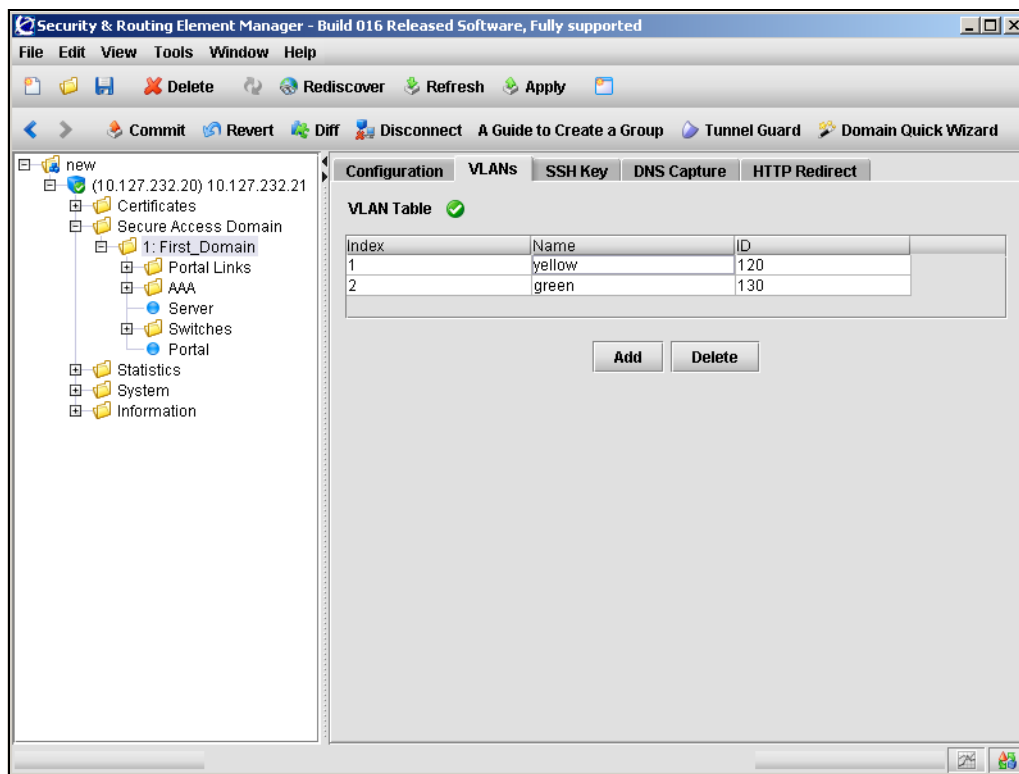 Security & Routing Element Manager - Build 016 Released Software, Fully supported
File Edit View Tools Window Help
Delete Rediscover Refresh Apply
Commit Revert Diff Disconnect A Guide to Create a Group Tunnel Guard Domain Quick Wizard
new
(10.127.232.20) 10.127.232.21
Certificates
Secure Access Domain
1: First_Domain
Portal Links
AAA
Server
Switches
Portal
Statistics
System
Information
Configuration VLANs SSH Key DNS Capture HTTP Redirect
VLAN Table
Index Name ID
1 yellow 120
2 green 130
Add Delete